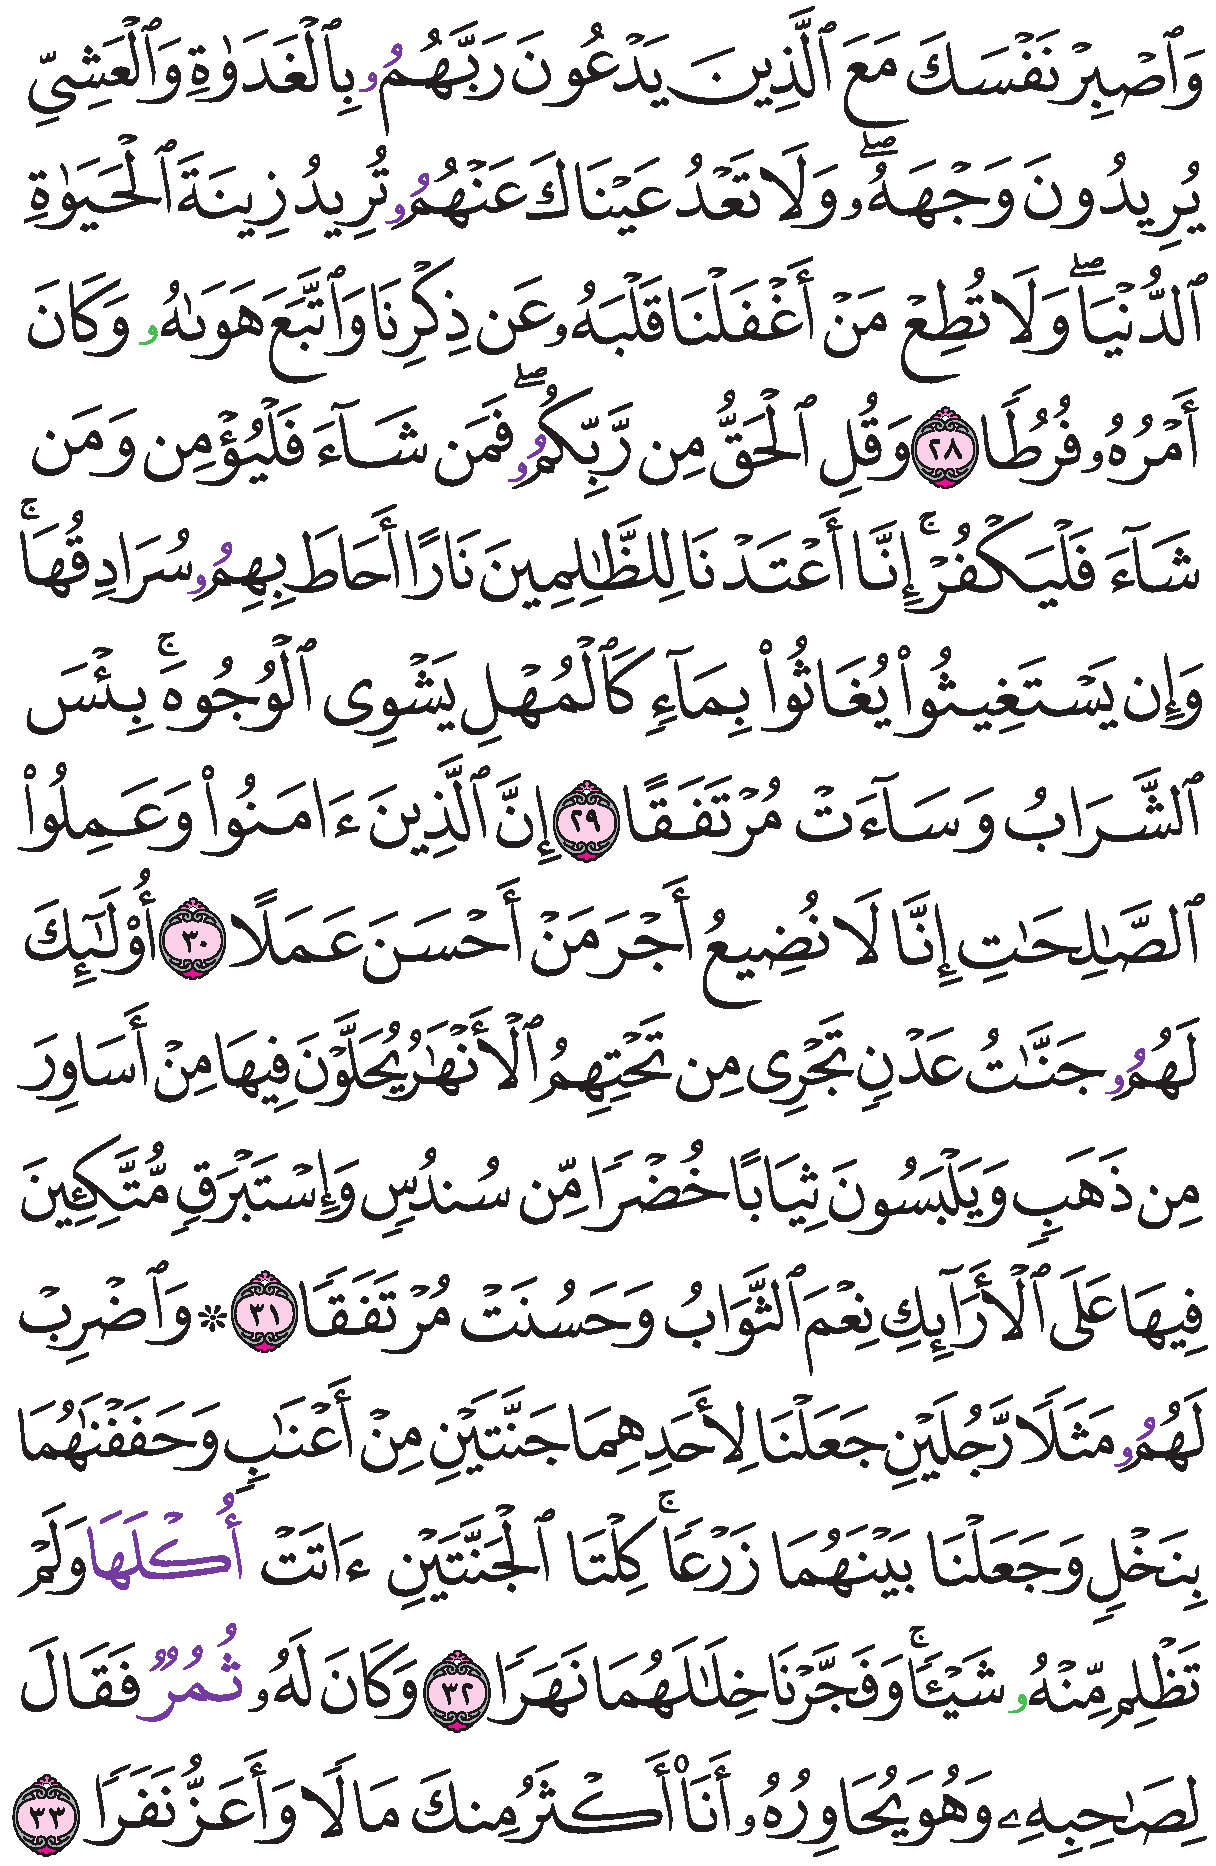 وَٱصۡبِرۡ نَفۡسَكَ مَعَ ٱلَّذِينَ يَدۡعُونَ رَبَّهُمُۥ بِٱلۡغَدَوٰةِ وَٱلۡعَشِيِّ
يُرِيدُونَ وَجۡهَهُۥۖ وَلَا تَعۡدُ عَيۡنَاكَ عَنۡهُمُۥ تُرِيدُ زِينَةَ ٱلۡحَيَوٰةِ
ٱلدُّنۡيَاۖ وَلَا تُطِعۡ مَنۡ أَغۡفَلۡنَا قَلۡبَهُۥ عَن ذِكۡرِنَا وَٱتَّبَعَ هَوَىٰهُۥ وَكَانَ
أَمۡرُهُۥ فُرُطٗا ٢٨ وَقُلِ ٱلۡحَقُّ مِن رَّبِّكُمُۥۖ فَمَن شَآءَ فَلۡيُؤۡمِن وَمَن
شَآءَ فَلۡيَكۡفُرۡۚ إِنَّآ أَعۡتَدۡنَا لِلظَّٰلِمِينَ نَارًا أَحَاطَ بِهِمُۥ سُرَادِقُهَاۚ
وَإِن يَسۡتَغِيثُواْ يُغَاثُواْ بِمَآءٖ كَٱلۡمُهۡلِ يَشۡوِي ٱلۡوُجُوهَۚ بِئۡسَ
ٱلشَّرَابُ وَسَآءَتۡ مُرۡتَفَقًا ٢٩ إِنَّ ٱلَّذِينَ ءَامَنُواْ وَعَمِلُواْ
ٱلصَّٰلِحَٰتِ إِنَّا لَا نُضِيعُ أَجۡرَ مَنۡ أَحۡسَنَ عَمَلًا ٣٠ أُوْلَٰٓئِكَ
لَهُمُۥ جَنَّٰتُ عَدۡنٖ تَجۡرِي مِن تَحۡتِهِمُ ٱلۡأَنۡهَٰرُ يُحَلَّوۡنَ فِيهَا مِنۡ أَسَاوِرَ
مِن ذَهَبٖ وَيَلۡبَسُونَ ثِيَابًا خُضۡرٗا مِّن سُندُسٖ وَإِسۡتَبۡرَقٖ مُّتَّكِـِٔينَ
فِيهَا عَلَى ٱلۡأَرَآئِكِۚ نِعۡمَ ٱلثَّوَابُ وَحَسُنَتۡ مُرۡتَفَقٗا ٣١ ۞ وَٱضۡرِبۡ
لَهُمُۥ مَثَلٗا رَّجُلَيۡنِ جَعَلۡنَا لِأَحَدِهِمَا جَنَّتَيۡنِ مِنۡ أَعۡنَٰبٖ وَحَفَفۡنَٰهُمَا
بِنَخۡلٖ وَجَعَلۡنَا بَيۡنَهُمَا زَرۡعٗاۚ كِلۡتَا ٱلۡجَنَّتَيۡنِ ءَاتَتۡ أُكۡلَهَا وَلَمۡ
تَظۡلِم مِّنۡهُۥ شَيۡـٔٗاۚ وَفَجَّرۡنَا خِلَٰلَهُمَا نَهَرٗا ٣٢ وَكَانَ لَهُۥ ثُمُرٞ فَقَالَ
لِصَٰحِبِهِۦ وَهُوَ يُحَاوِرُهُۥٓ أَنَا۠ أَكۡثَرُ مِنكَ مَالٗا وَأَعَزُّ نَفَرٗا ٣٣